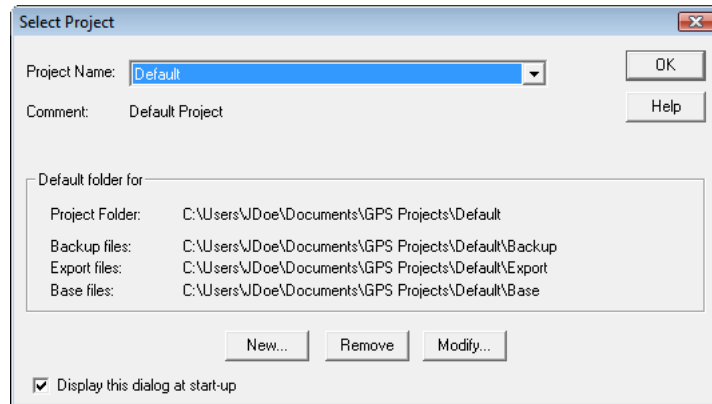 Select Project
Project Name: Default OK
Comment: Default Project Help
Default folder for
Project Folder: C:\Users\JDoe\Documents\GPS Projects\Default
Backup files: C:\Users\JDoe\Documents\GPS Projects\Default\Backup
Export files: C:\Users\JDoe\Documents\GPS Projects\Default\Export
Base files: C:\Users\JDoe\Documents\GPS Projects\Default\Base
New... Remove Modify...
Display this dialog at start-up